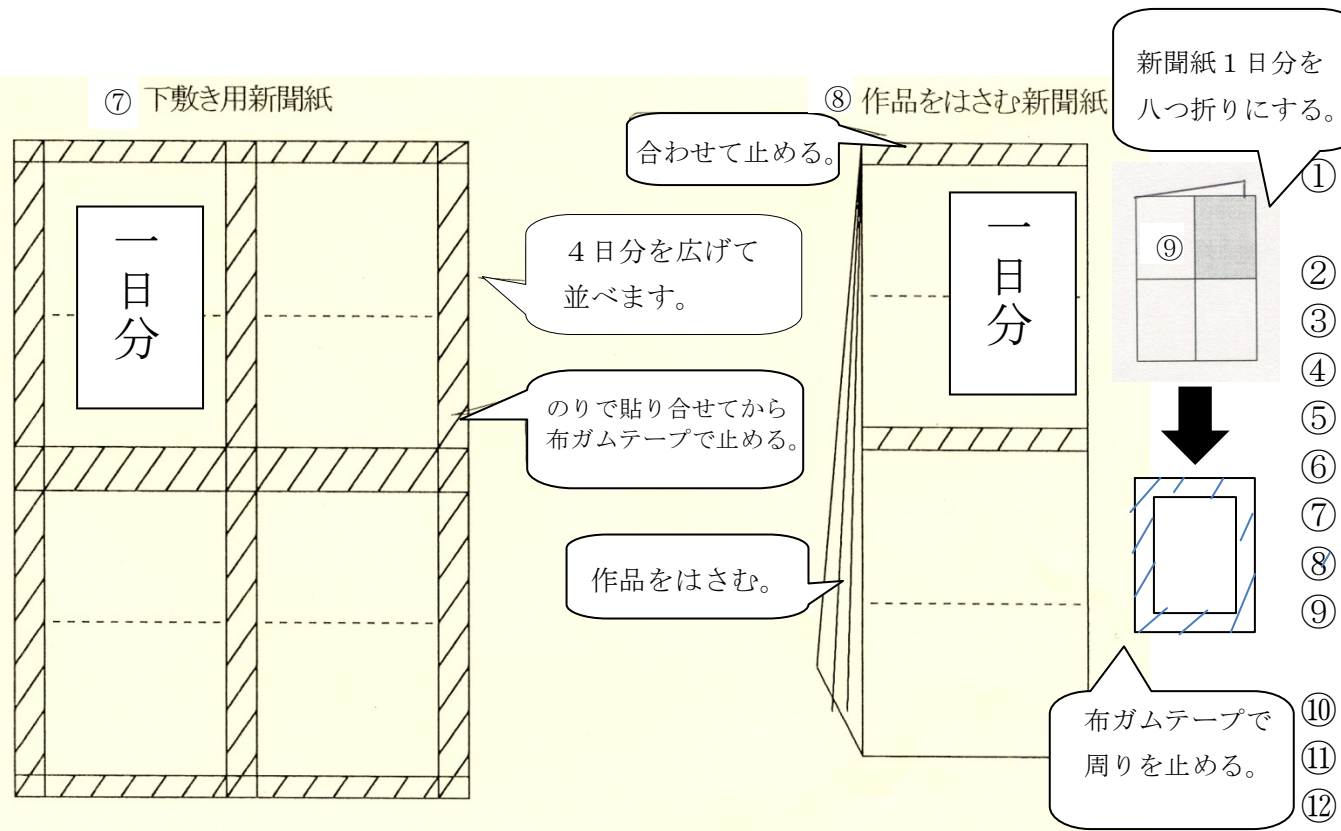 ⑦ 下敷き用新聞紙
一日分
４日分を広げて
並べます。
のりで貼り合せてから
布ガムテープで止める。
⑧ 作品をはさむ新聞紙
合わせて止める。
一日分
作品をはさむ。
新聞紙１日分を
八つ折りにする。
⑨
布ガムテープで
周りを止める。
①
②
③
④
⑤
⑥
⑦
⑧
⑨
⑩
⑪
⑫